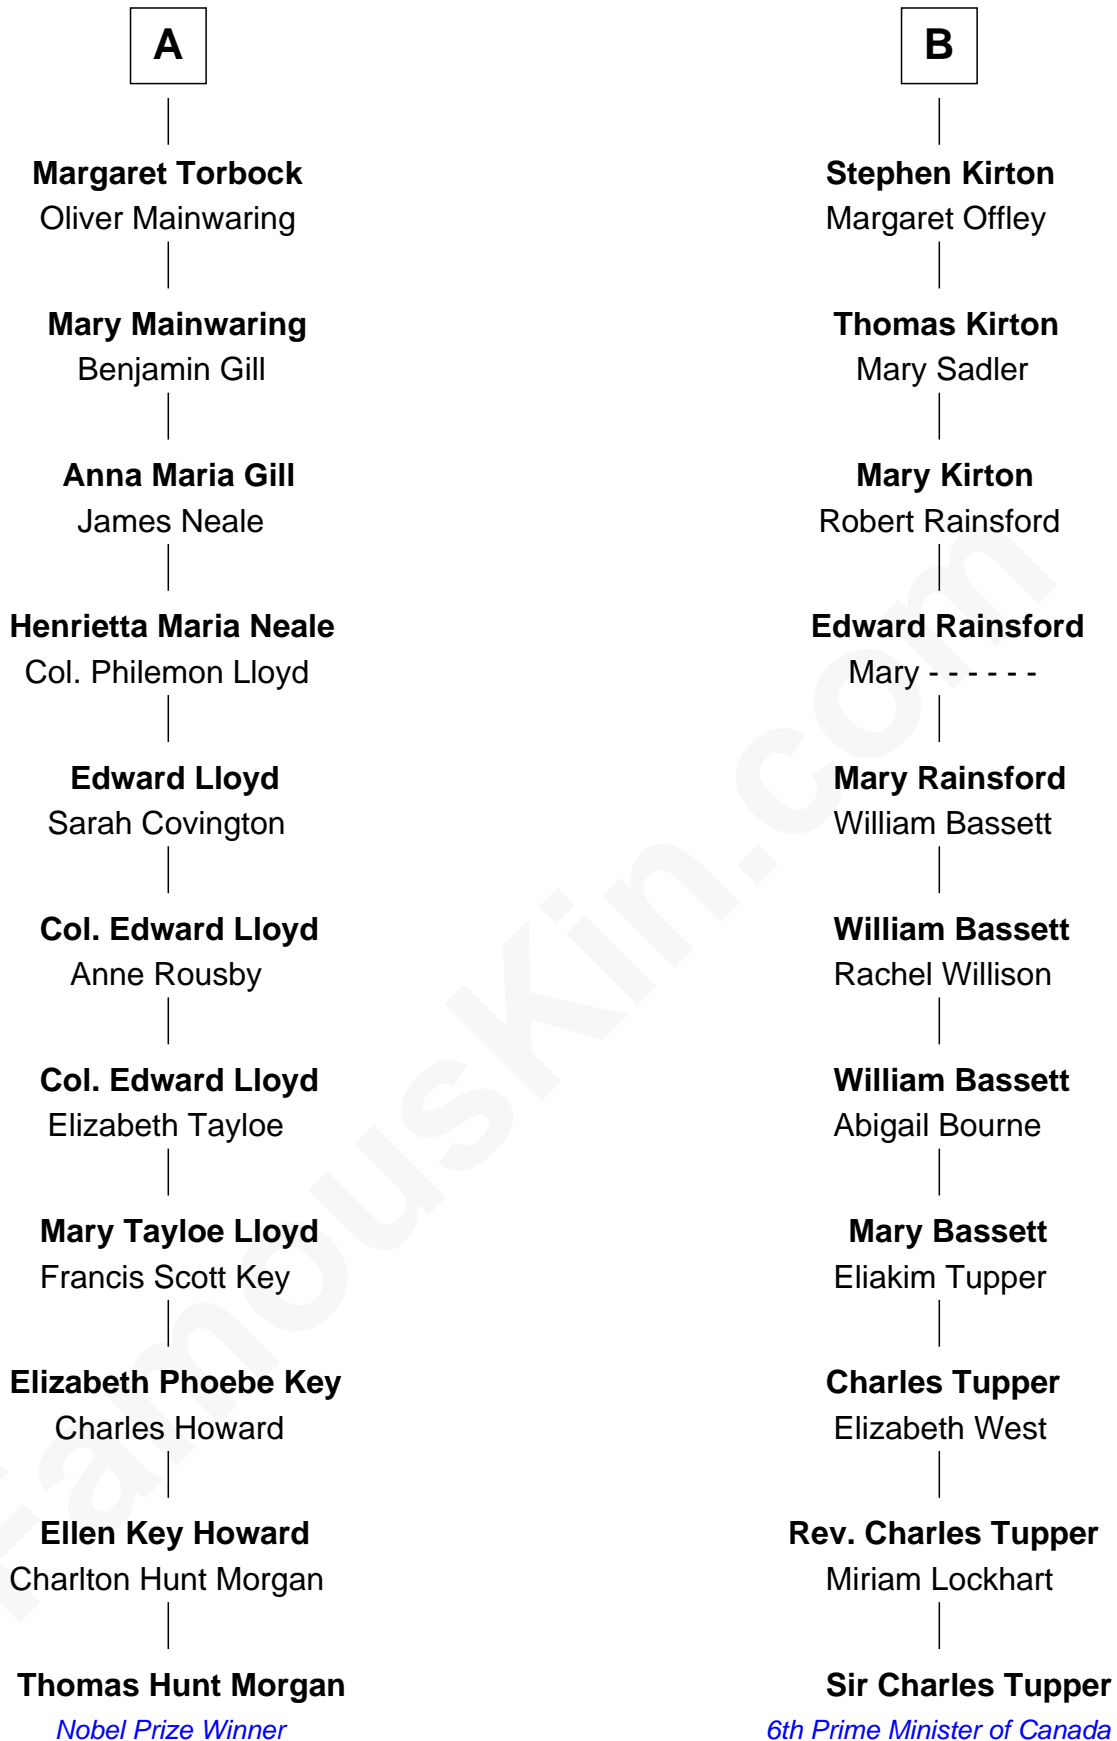 A
Margaret Torbock
Oliver Mainwaring
Mary Mainwaring
Benjamin Gill
Anna Maria Gill
James Neale
Henrietta Maria Neale
Col. Philemon Lloyd
Edward Lloyd
Sarah Covington
Col. Edward Lloyd
Anne Rousby
Col. Edward Lloyd
Elizabeth Tayloe
Mary Tayloe Lloyd
Francis Scott Key
Elizabeth Phoebe Key
Charles Howard
Ellen Key Howard
Charlton Hunt Morgan
Thomas Hunt Morgan
Nobel Prize Winner
B
Stephen Kirton
Margaret Offley
Thomas Kirton
Mary Sadler
Mary Kirton
Robert Rainsford
Edward Rainsford
Mary - - - - - -
Mary Rainsford
William Bassett
William Bassett
Rachel Willison
William Bassett
Abigail Bourne
Mary Bassett
Eliakim Tupper
Charles Tupper
Elizabeth West
Rev. Charles Tupper
Miriam Lockhart
Sir Charles Tupper
6th Prime Minister of Canada
FamousKin.com